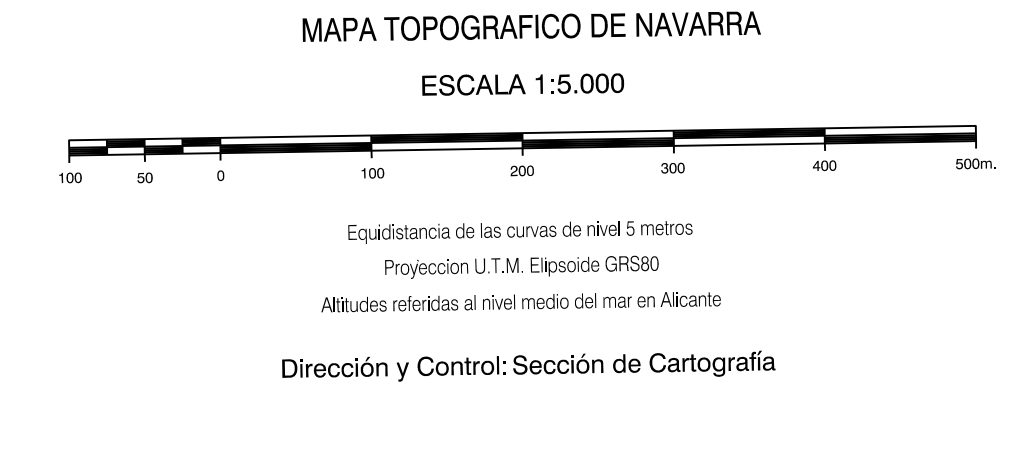 MAPA TOPOGRAFICO DE NAVARRA
ESCALA 1:5.000
100 50 0 100 200 300 400 500m.
Equidistancia de las curvas de nivel 5 metros
Proyeccion U.T.M. Elipsoide GRS80
Altitudes referidas al nivel medio del mar en Alicante
Dirección y Control: Sección de Cartografía